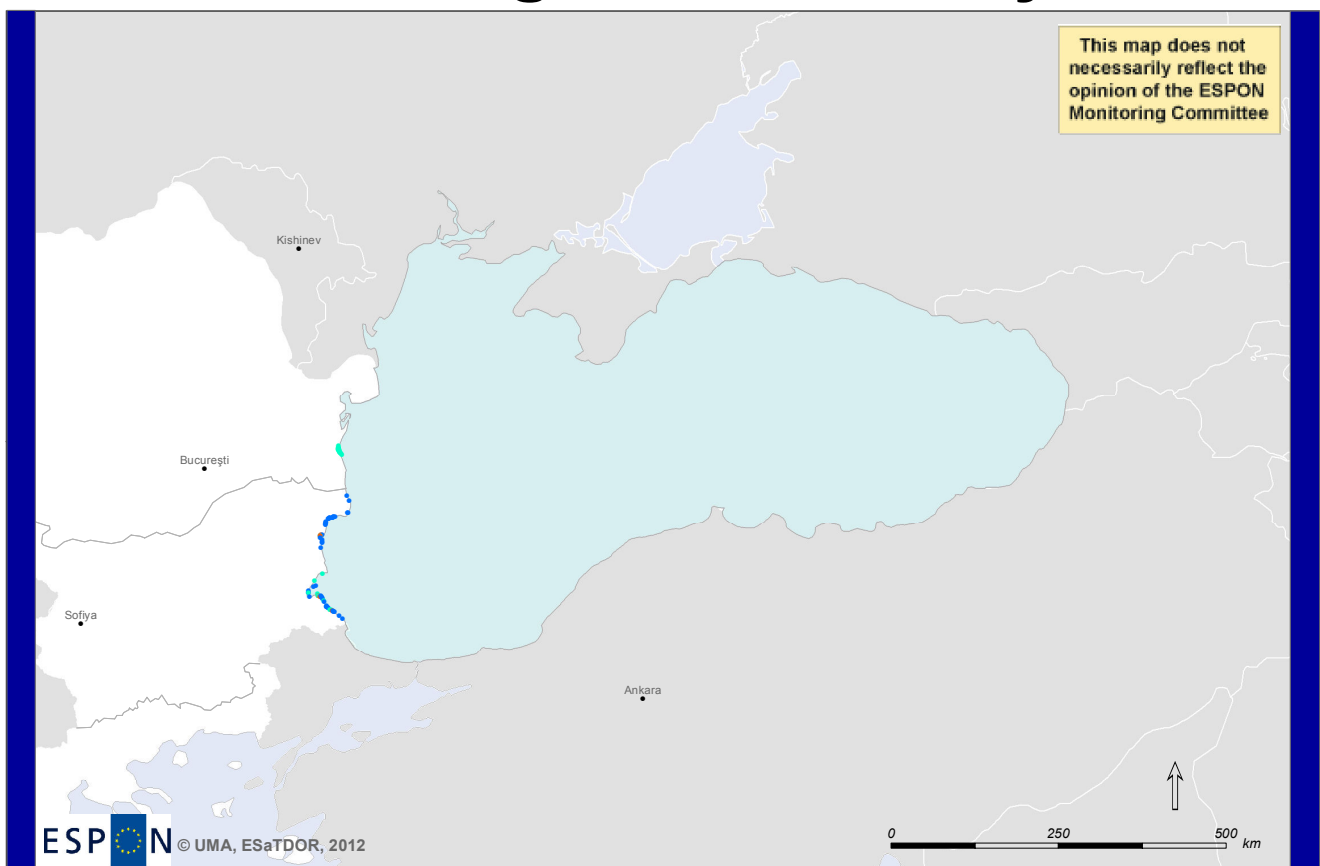 This map does not
necessarily reflect the
opinion of the ESPON
Monitoring Committee
Kishinev
București
Sofiya
Ankara
0 250 500 km
ESPON © UMA, ESaTDOR, 2012